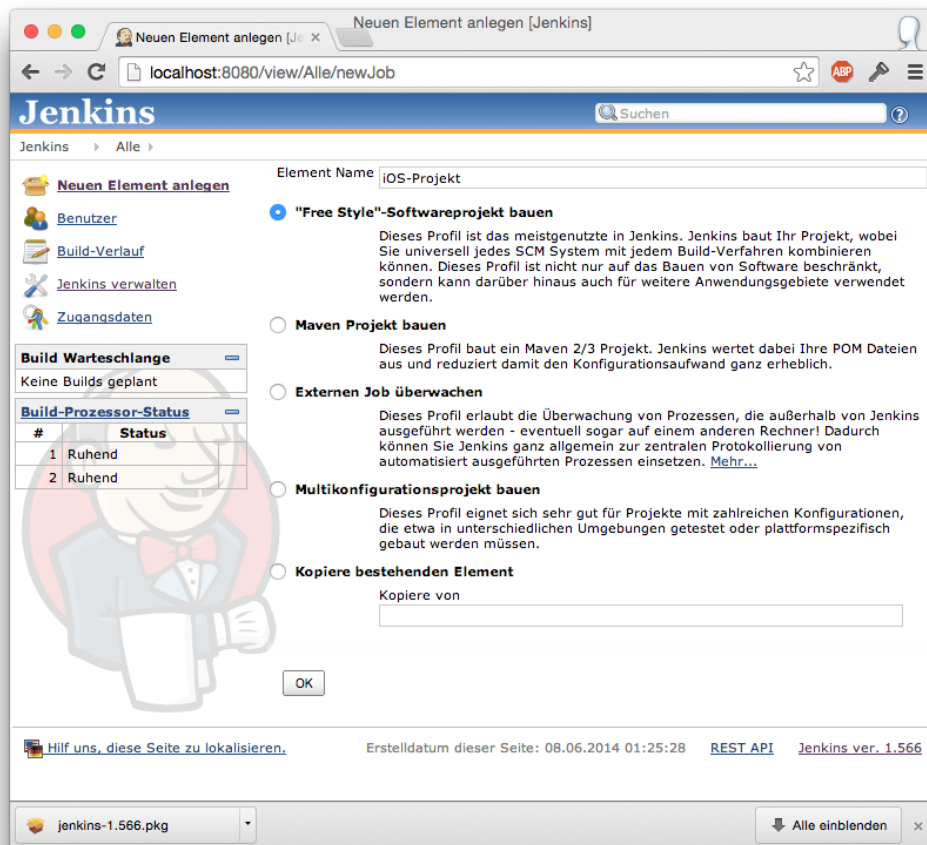 Neuen Element anlegen [Jenkins]
Neuen Element anlegen [Je
localhost:8080/view/Alle/newJob
ABP
Jenkins
Suchen
?
Jenkins Alle
Neuen Element anlegen
Benutzer
Build-Verlauf
Jenkins verwalten
Zugangsdaten
Build Warteschlange
Keine Builds geplant
Build-Prozessor-Status
# Status
1 Ruhend
2 Ruhend
Element Name iOS-Projekt
"Free Style"-Softwareprojekt bauen
Dieses Profil ist das meistgenutzte in Jenkins. Jenkins baut Ihr Projekt, wobei
Sie universell jedes SCM System mit jedem Build-Verfahren kombinieren
können. Dieses Profil ist nicht nur auf das Bauen von Software beschränkt,
sondern kann darüber hinaus auch für weitere Anwendungsgebiete verwendet
werden.
Maven Projekt bauen
Dieses Profil baut ein Maven 2/3 Projekt. Jenkins wertet dabei Ihre POM Dateien
aus und reduziert damit den Konfigurationsaufwand ganz erheblich.
Externen Job überwachen
Dieses Profil erlaubt die Überwachung von Prozessen, die außerhalb von Jenkins
ausgeführt werden - eventuell sogar auf einem anderen Rechner! Dadurch
können Sie Jenkins ganz allgemein zur zentralen Protokollierung von
automatisiert ausgeführten Prozessen einsetzen. Mehr...
Multikonfigurationsprojekt bauen
Dieses Profil eignet sich sehr gut für Projekte mit zahlreichen Konfigurationen,
die etwa in unterschiedlichen Umgebungen getestet oder plattformspezifisch
gebaut werden müssen.
Kopiere bestehenden Element
Kopiere von
OK
Hilf uns, diese Seite zu lokalisieren. Erstelldatum dieser Seite: 08.06.2014 01:25:28 REST API Jenkins ver. 1.566
jenkins-1.566.pkg Alle einblenden